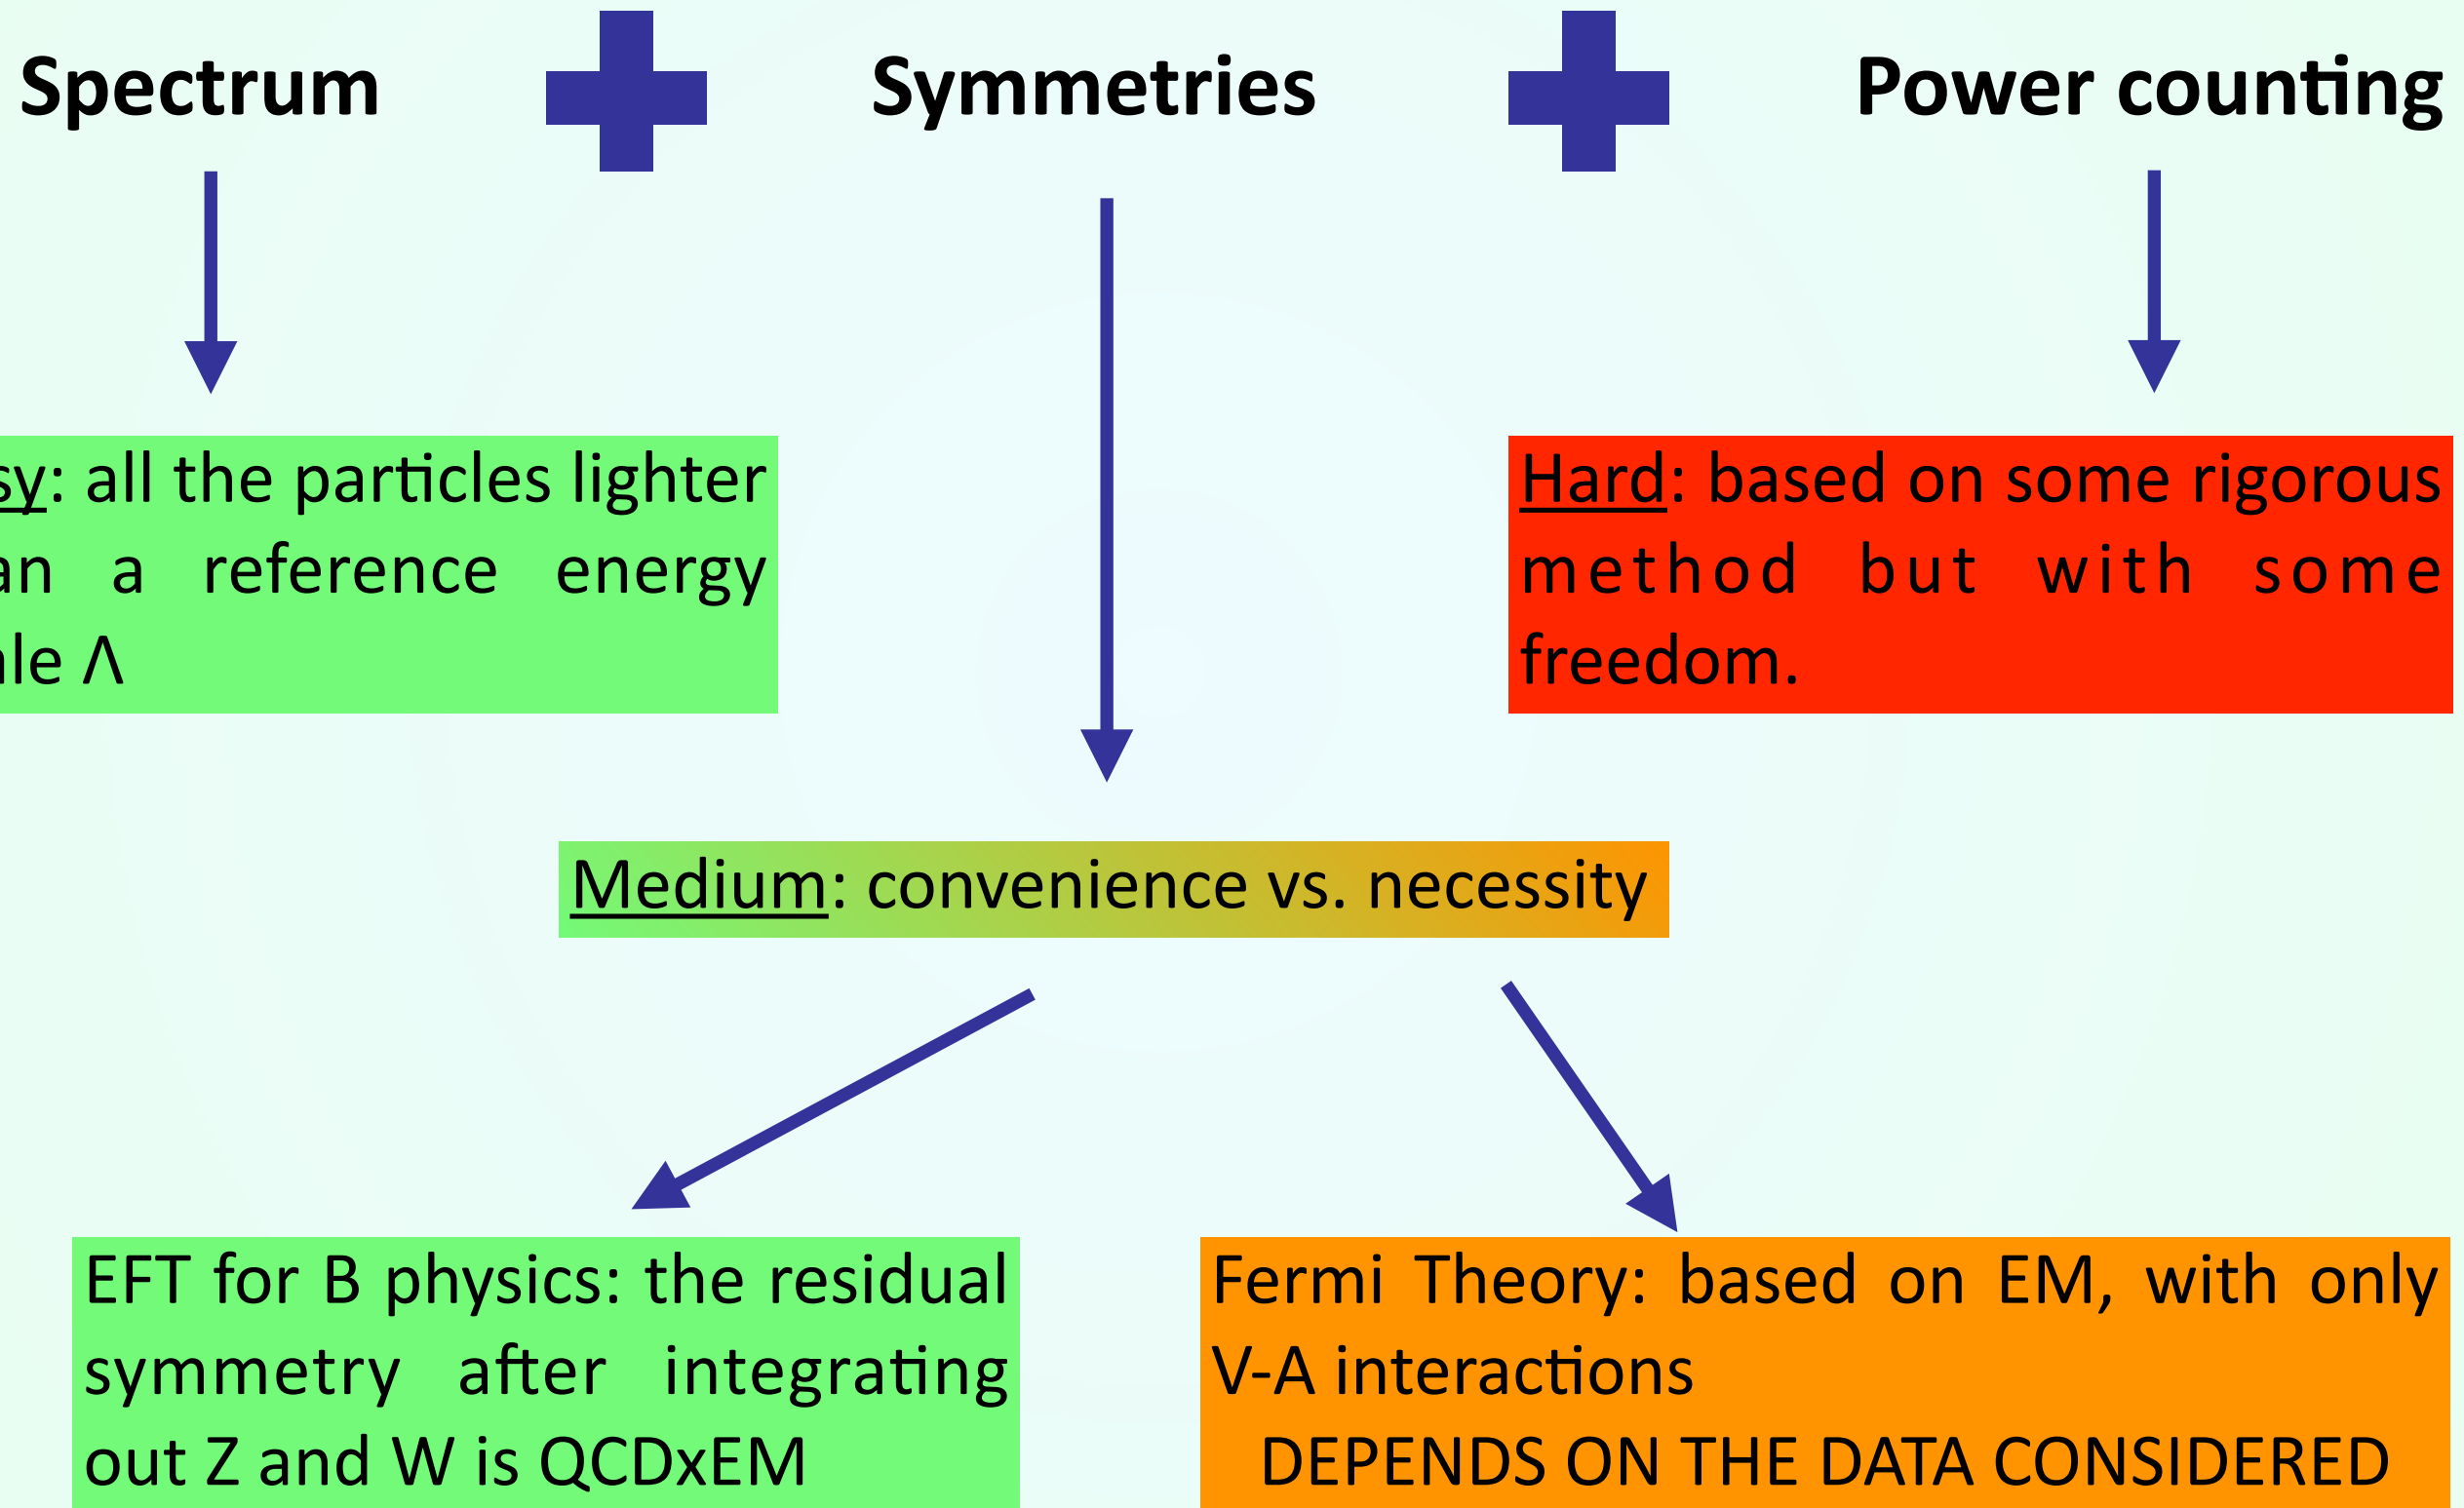 Spectrum Symmetries Power counting
sy: all the particles lighter
an a reference energy
ale Λ
Hard: based on some rigorous
method but with some
freedom.
Medium: convenience vs. necessity
EFT for B physics: the residual
symmetry after integrating
out Z and W is QCDxEM
Fermi Theory: based on EM, with only
V-A interactions
DEPENDS ON THE DATA CONSIDERED